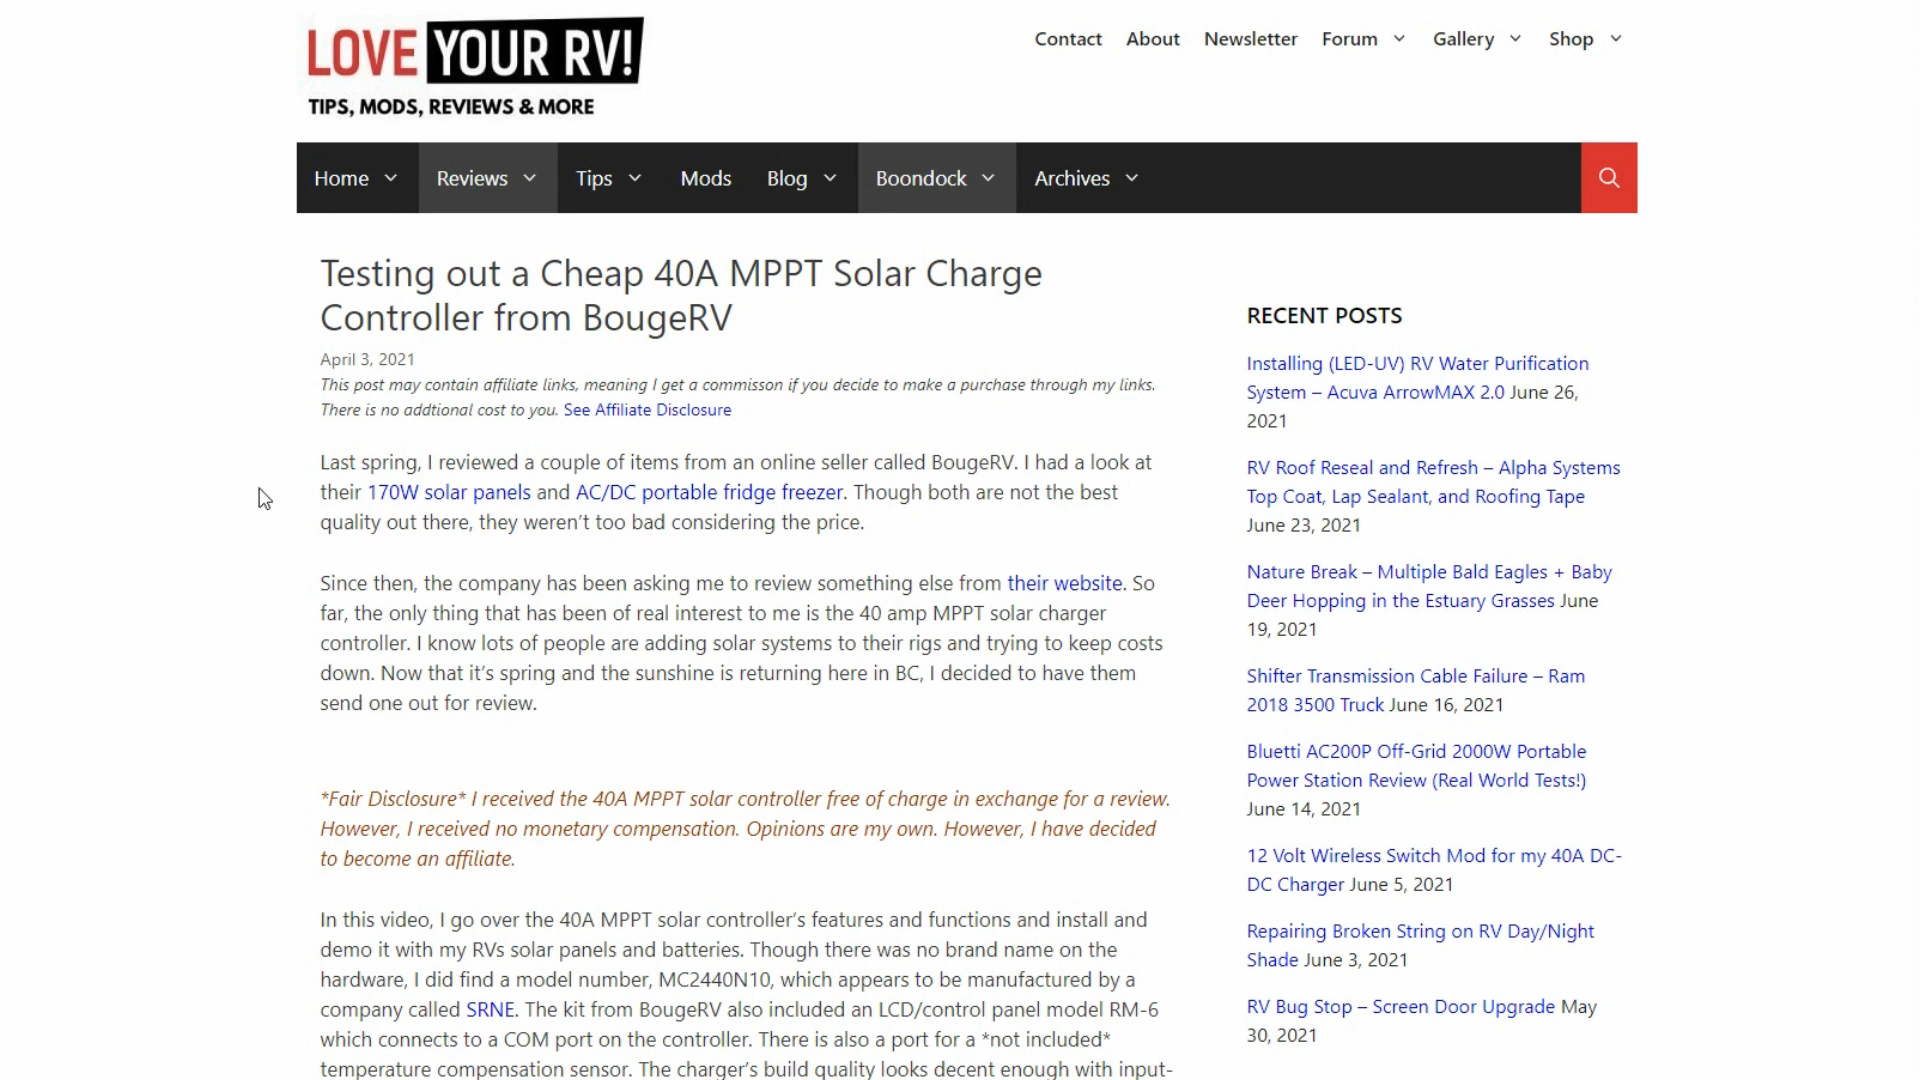 LOVE YOUR RV!
TIPS, MODS, REVIEWS & MORE
Contact About Newsletter Forum Gallery Shop
Home Reviews Tips Mods Blog Boondock Archives
Testing out a Cheap 40A MPPT Solar Charge
Controller from BougeRV
April 3, 2021
This post may contain affiliate links, meaning I get a commisson if you decide to make a purchase through my links.
There is no addtional cost to you. See Affiliate Disclosure
Last spring, I reviewed a couple of items from an online seller called BougeRV. I had a look at
their 170W solar panels and AC/DC portable fridge freezer. Though both are not the best
quality out there, they weren’t too bad considering the price.
Since then, the company has been asking me to review something else from their website. So
far, the only thing that has been of real interest to me is the 40 amp MPPT solar charger
controller. I know lots of people are adding solar systems to their rigs and trying to keep costs
down. Now that it’s spring and the sunshine is returning here in BC, I decided to have them
send one out for review.
*Fair Disclosure* I received the 40A MPPT solar controller free of charge in exchange for a review.
However, I received no monetary compensation. Opinions are my own. However, I have decided
to become an affiliate.
In this video, I go over the 40A MPPT solar controller’s features and functions and install and
demo it with my RVs solar panels and batteries. Though there was no brand name on the
hardware, I did find a model number, MC2440N10, which appears to be manufactured by a
company called SRNE. The kit from BougeRV also included an LCD/control panel model RM-6
which connects to a COM port on the controller. There is also a port for a *not included*
temperature compensation sensor. The charger’s build quality looks decent enough with input-
RECENT POSTS
Installing (LED-UV) RV Water Purification
System – Acuva ArrowMAX 2.0 June 26,
2021
RV Roof Reseal and Refresh – Alpha Systems
Top Coat, Lap Sealant, and Roofing Tape
June 23, 2021
Nature Break – Multiple Bald Eagles + Baby
Deer Hopping in the Estuary Grasses June
19, 2021
Shifter Transmission Cable Failure – Ram
2018 3500 Truck June 16, 2021
Bluetti AC200P Off-Grid 2000W Portable
Power Station Review (Real World Tests!)
June 14, 2021
12 Volt Wireless Switch Mod for my 40A DC-
DC Charger June 5, 2021
Repairing Broken String on RV Day/Night
Shade June 3, 2021
RV Bug Stop – Screen Door Upgrade May
30, 2021